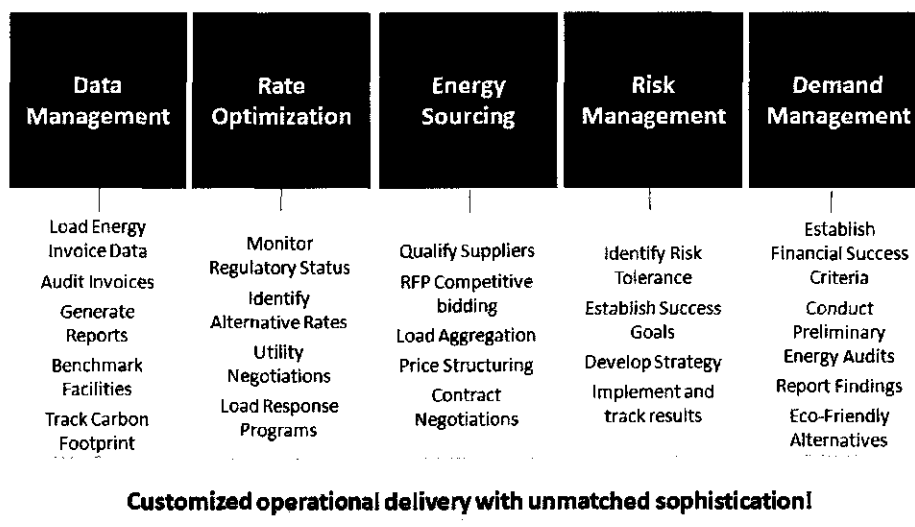 Data
Management
Rate
Optimization
Energy
Sourcing
Risk
Management
Demand
Management
Load Energy
Invoice Data
Audit Invoices
Generate
Reports
Benchmark
Facilities
Track Carbon
Footprint
Monitor
Regulatory Status
Identify
Alternative Rates
Utility
Negotiations
Load Response
Programs
Qualify Suppliers
RFP Competitive
bidding
Load Aggregation
Price Structuring
Contract
Negotiations
Identify Risk
Tolerance
Establish Success
Goals
Develop Strategy
Implement and
track results
Establish
Financial Success
Criteria
Conduct
Preliminary
Energy Audits
Report Findings
Eco-Friendly
Alternatives
Customized operational delivery with unmatched sophistication!